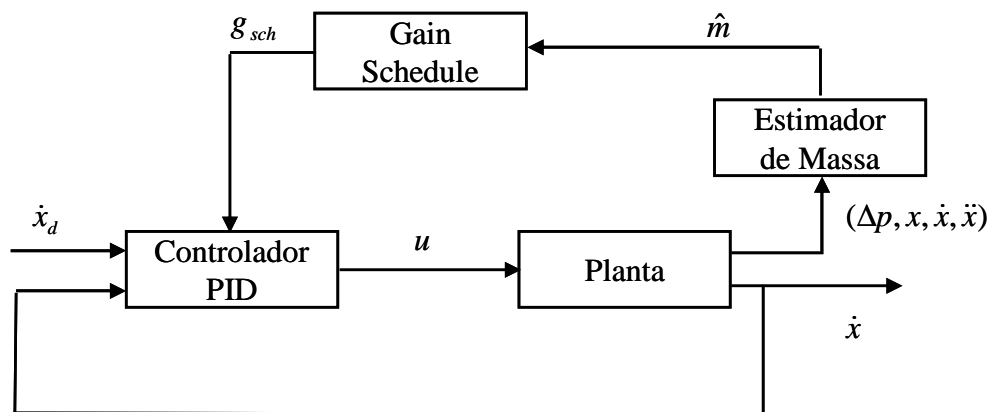 g_sch
Gain
Schedule
m̂
Estimador
de Massa
(Δp, x, ẋ, ẍ)
ẋ_d
Controlador
PID
u
Planta
ẋ